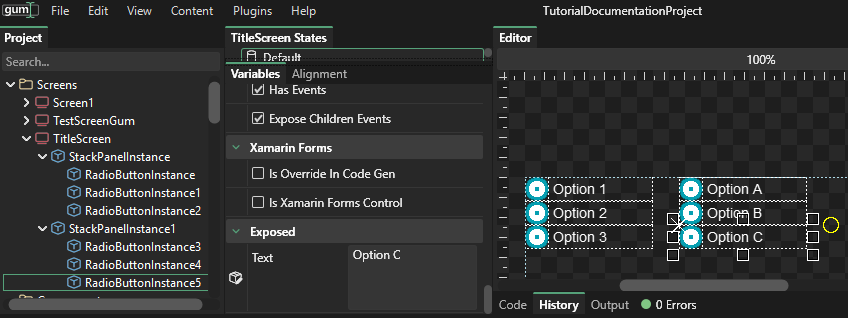 gum File Edit View Content Plugins Help TutorialDocumentationProject
Project
Search...
Screens
Screen1
TestScreenGum
TitleScreen
StackPanelInstance
RadioButtonInstance
RadioButtonInstance1
RadioButtonInstance2
StackPanelInstance1
RadioButtonInstance3
RadioButtonInstance4
RadioButtonInstance5
TitleScreen States
Default
Variables Alignment
Has Events
Expose Children Events
Xamarin Forms
Is Override In Code Gen
Is Xamarin Forms Control
Exposed
Text Option C
Editor
100%
Option 1 Option A
Option 2 Option B
Option 3 Option C
Code History Output 0 Errors